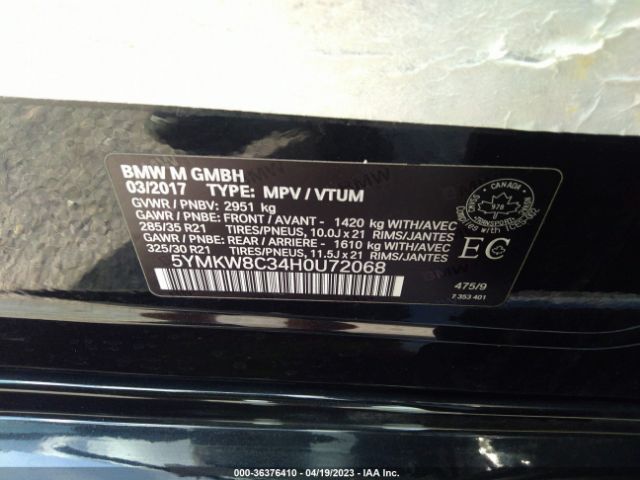 BMW M GMBH
03/2017 TYPE: MPV / VTUM
GVWR / PNBV: 2951 kg
GAWR / PNBE: FRONT / AVANT - 1420 kg WITH/AVEC
285/35 R21 TIRES/PNEUS, 10.0J x 21 RIMS/JANTES
GAWR / PNBE: REAR / ARRIERE - 1610 kg WITH/AVEC
325/30 R21 TIRES/PNEUS, 11.5J x 21 RIMS/JANTES
5YMKW8C34H0U72068
CANADA
978
TRANSPORT
EC
475/9
7 353 401
000-36376410 - 04/19/2023 - IAA Inc.